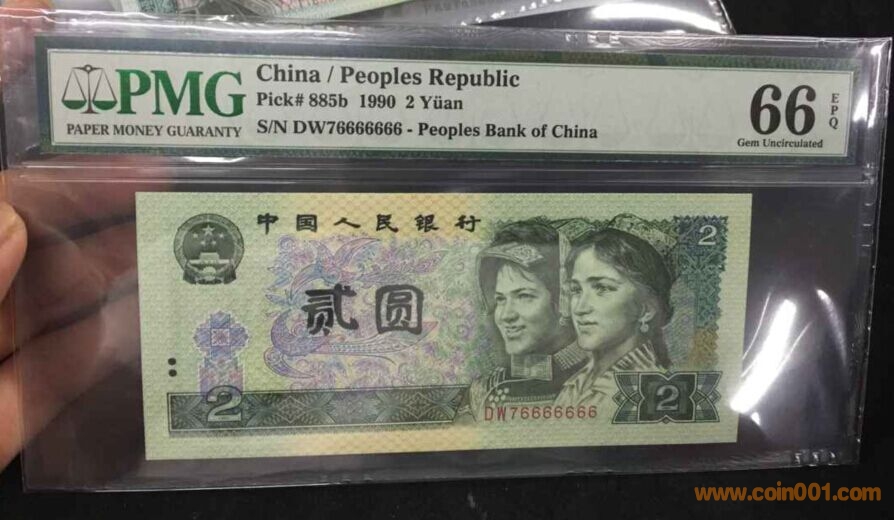 PMG
PAPER MONEY GUARANTY
China / Peoples Republic
Pick# 885b 1990 2 Yüan
S/N DW76666666 - Peoples Bank of China
66 EPQ
Gem Uncirculated
中国人民银行
2
贰圆
DW76666666
2
2
www.coin001.com